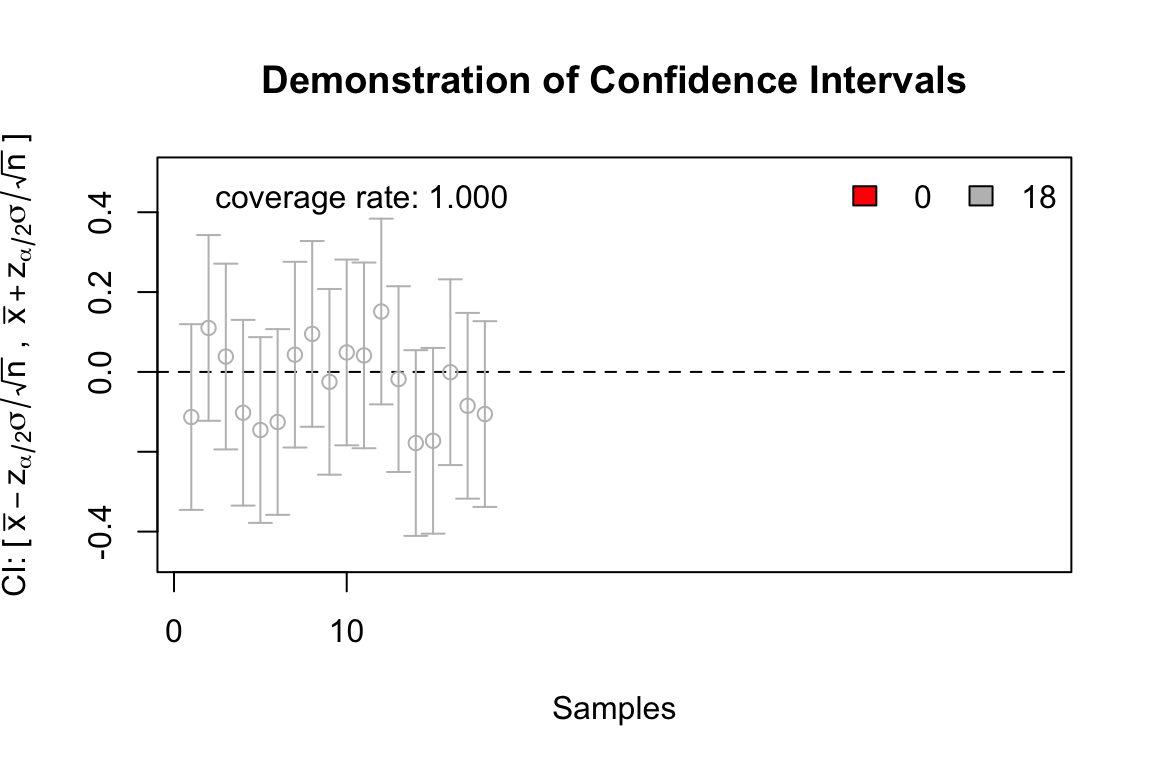 Demonstration of Confidence Intervals
CI: [ x̅ − zα/2σ/√n , x̅ + zα/2σ/√n ]
coverage rate: 1.000
0 18
0.4
0.2
0.0
-0.4
0 10
Samples